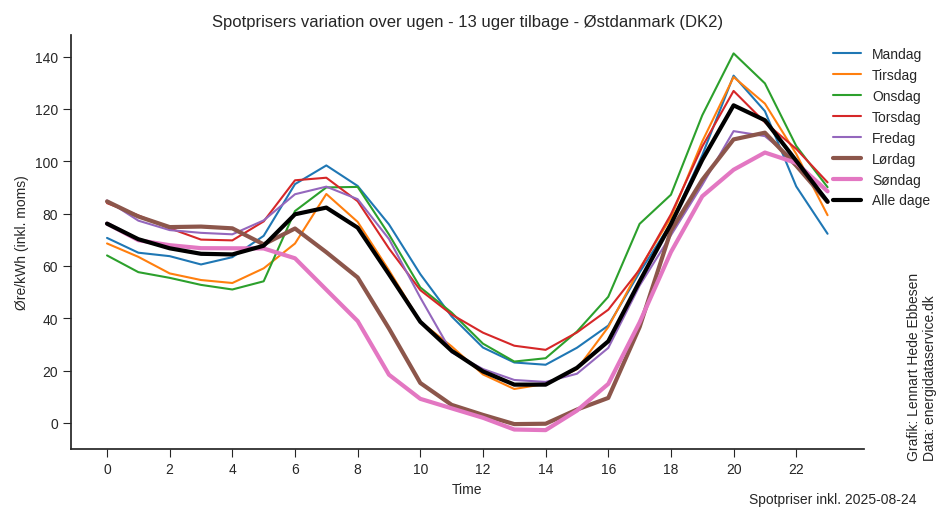 Spotprisers variation over ugen - 13 uger tilbage - Østdanmark (DK2)
Øre/kWh (inkl. moms)
140
120
100
80
60
40
20
0
0 2 4 6 8 10 12 14 16 18 20 22
Time
Mandag
Tirsdag
Onsdag
Torsdag
Fredag
Lørdag
Søndag
Alle dage
Grafik: Lennart Hede Ebbesen
Data: energidataservice.dk
Spotpriser inkl. 2025-08-24